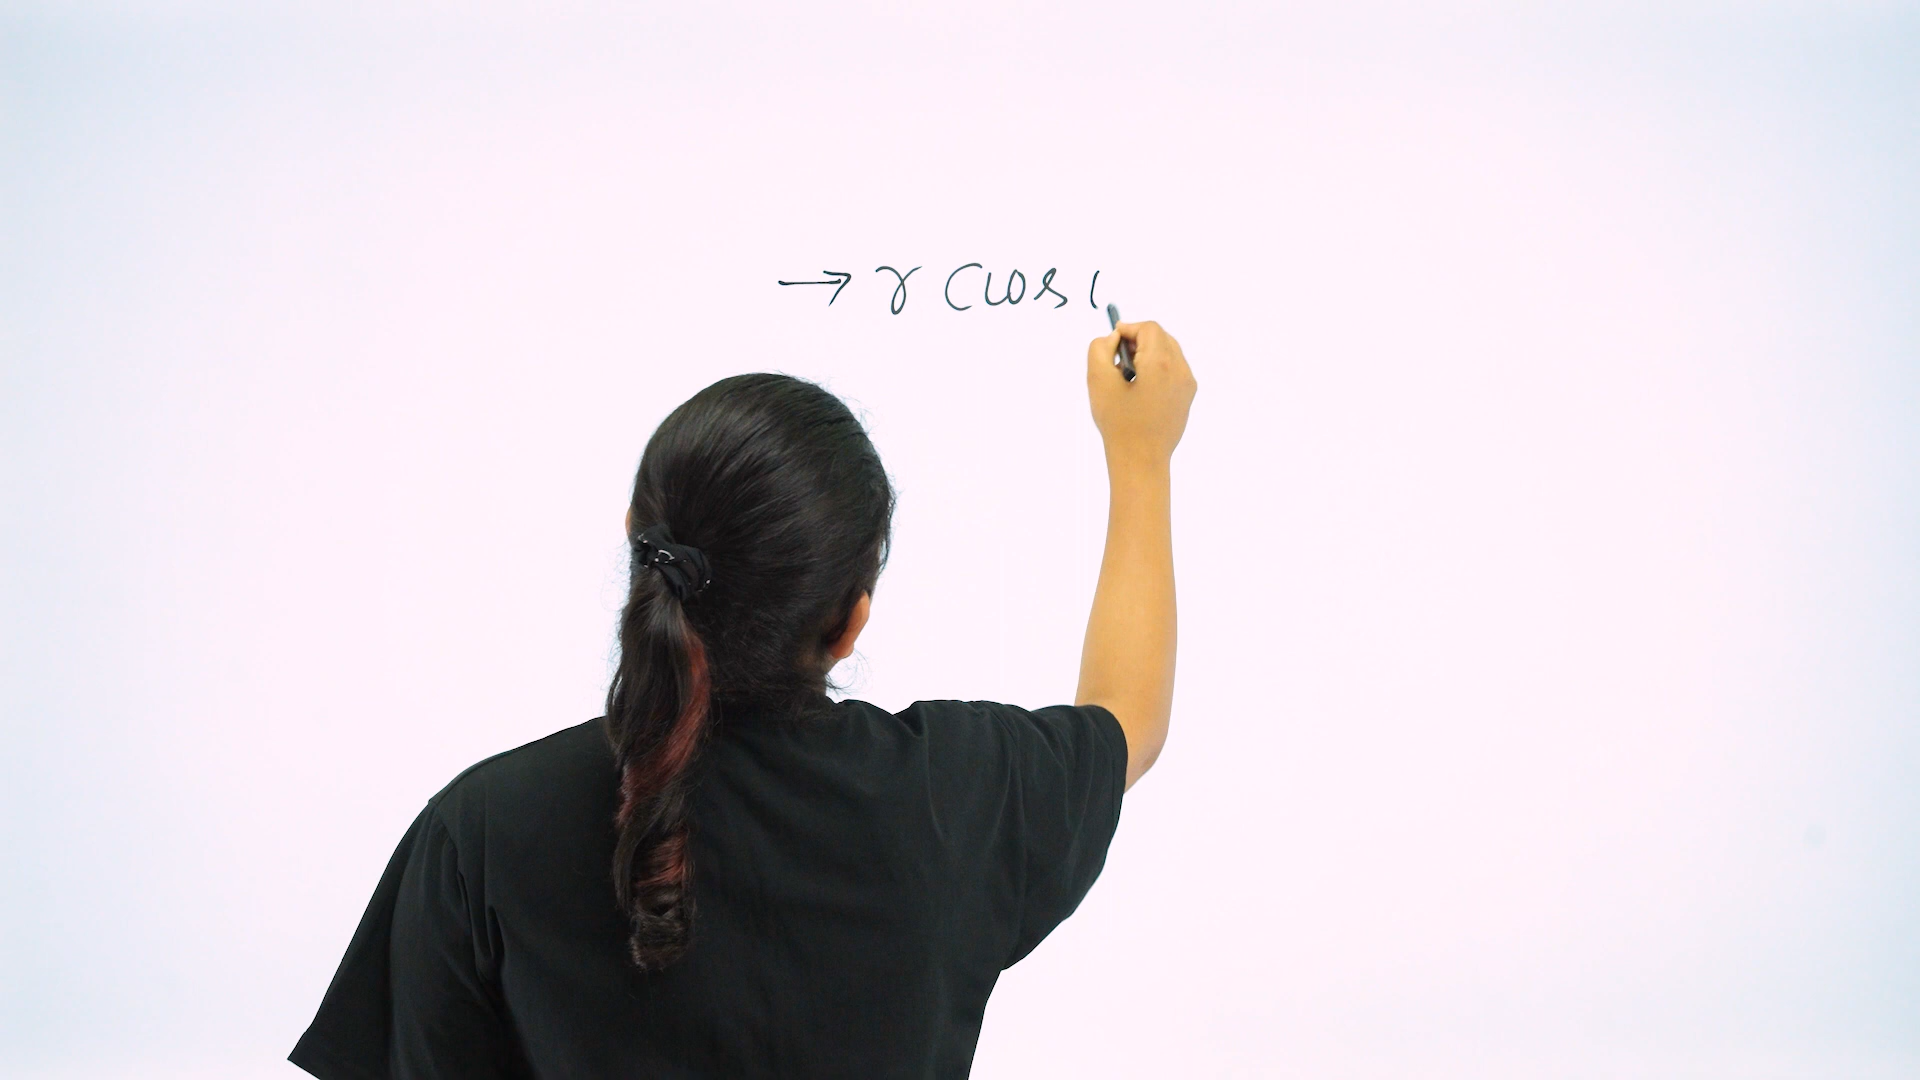 → r cos (